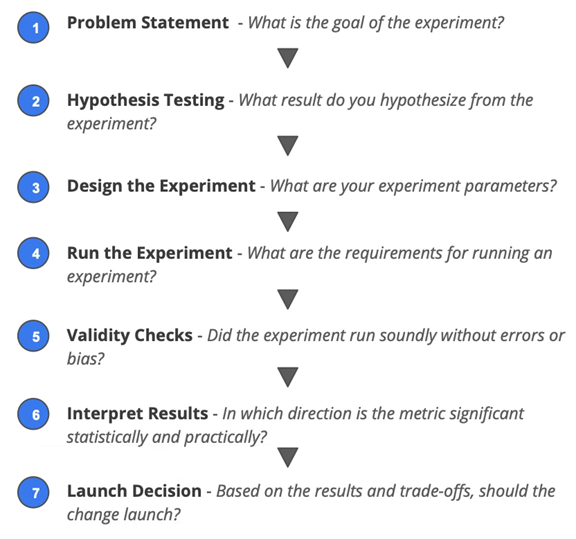 1 Problem Statement - What is the goal of the experiment?
2 Hypothesis Testing - What result do you hypothesize from the
experiment?
3 Design the Experiment - What are your experiment parameters?
4 Run the Experiment - What are the requirements for running an
experiment?
5 Validity Checks - Did the experiment run soundly without errors or
bias?
6 Interpret Results - In which direction is the metric significant
statistically and practically?
7 Launch Decision - Based on the results and trade-offs, should the
change launch?